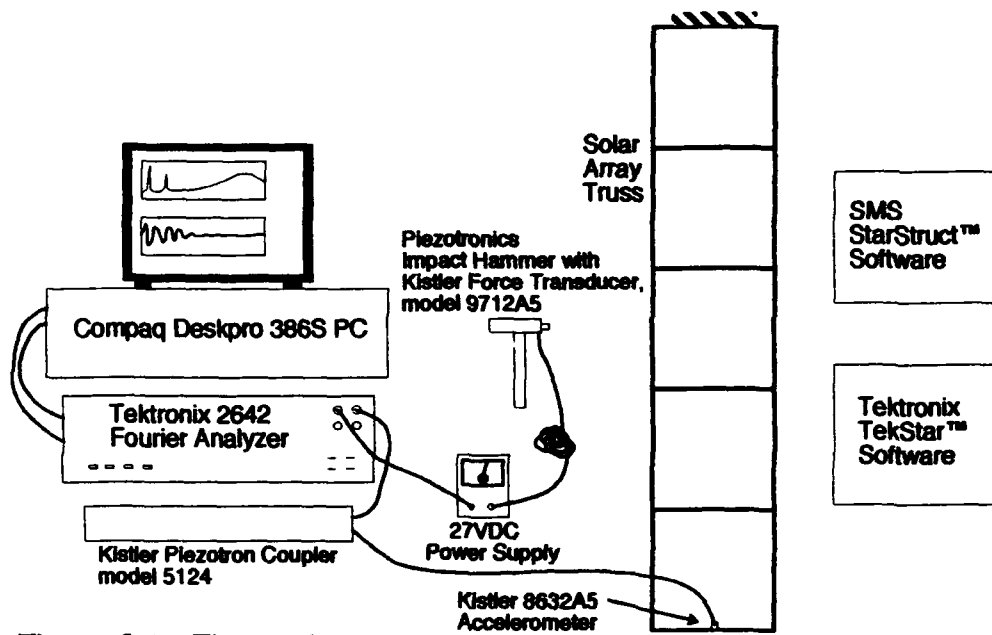 Solar
Array
Truss
SMS
StarStruct™
Software
Piezotronics
Impact Hammer with
Kistler Force Transducer,
model 9712A5
Compaq Deskpro 386S PC
Tektronix 2642
Fourier Analyzer
Tektronix
TekStar™
Software
27VDC
Power Supply
Kistler Piezotron Coupler
model 5124
Kistler 8632A5
Accelerometer